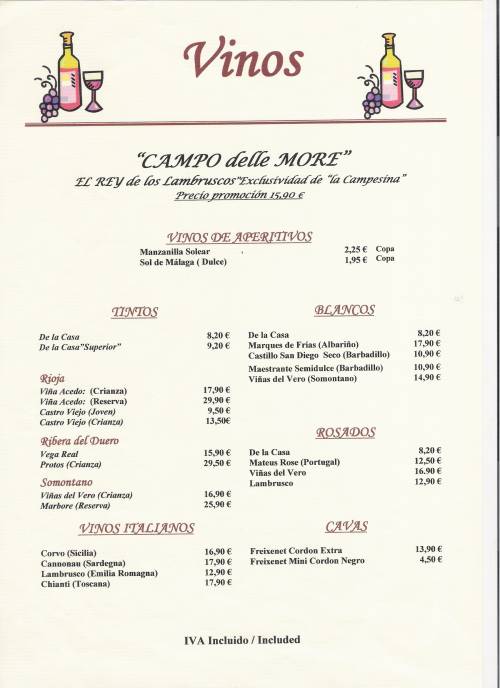 Vinos
“CAMPO delle MORE”
EL REY de los Lambruscos"Exclusividad de “la Campesina”
Precio promoción 15,90 €
VINOS DE APERITIVOS
Manzanilla Solear 2,25 € Copa
Sol de Málaga ( Dulce) 1,95 € Copa
TINTOS
De la Casa 8,20 €
De la Casa"Superior" 9,20 €
Rioja
Viña Acedo: (Crianza) 17,90 €
Viña Acedo: (Reserva) 29,90 €
Castro Viejo (Joven) 9,50 €
Castro Viejo (Crianza) 13,50€
Ribera del Duero
Vega Real 15,90 €
Protos (Crianza) 29,50 €
Somontano
Viñas del Vero (Crianza) 16,90 €
Marbore (Reserva) 25,90 €
BLANCOS
De la Casa 8,20 €
Marques de Frías (Albariño) 17,90 €
Castillo San Diego Seco (Barbadillo) 10,90 €
Maestrante Semidulce (Barbadillo) 10,90 €
Viñas del Vero (Somontano) 14,90 €
ROSADOS
De la Casa 8,20 €
Mateus Rose (Portugal) 12,50 €
Viñas del Vero 16.90 €
Lambrusco 12,90 €
VINOS ITALIANOS
Corvo (Sicilia) 16,90 €
Cannonau (Sardegna) 17,90 €
Lambrusco (Emilia Romagna) 12,90 €
Chianti (Toscana) 17,90 €
CAVAS
Freixenet Cordon Extra 13,90 €
Freixenet Mini Cordon Negro 4,50 €
IVA Incluido / Included